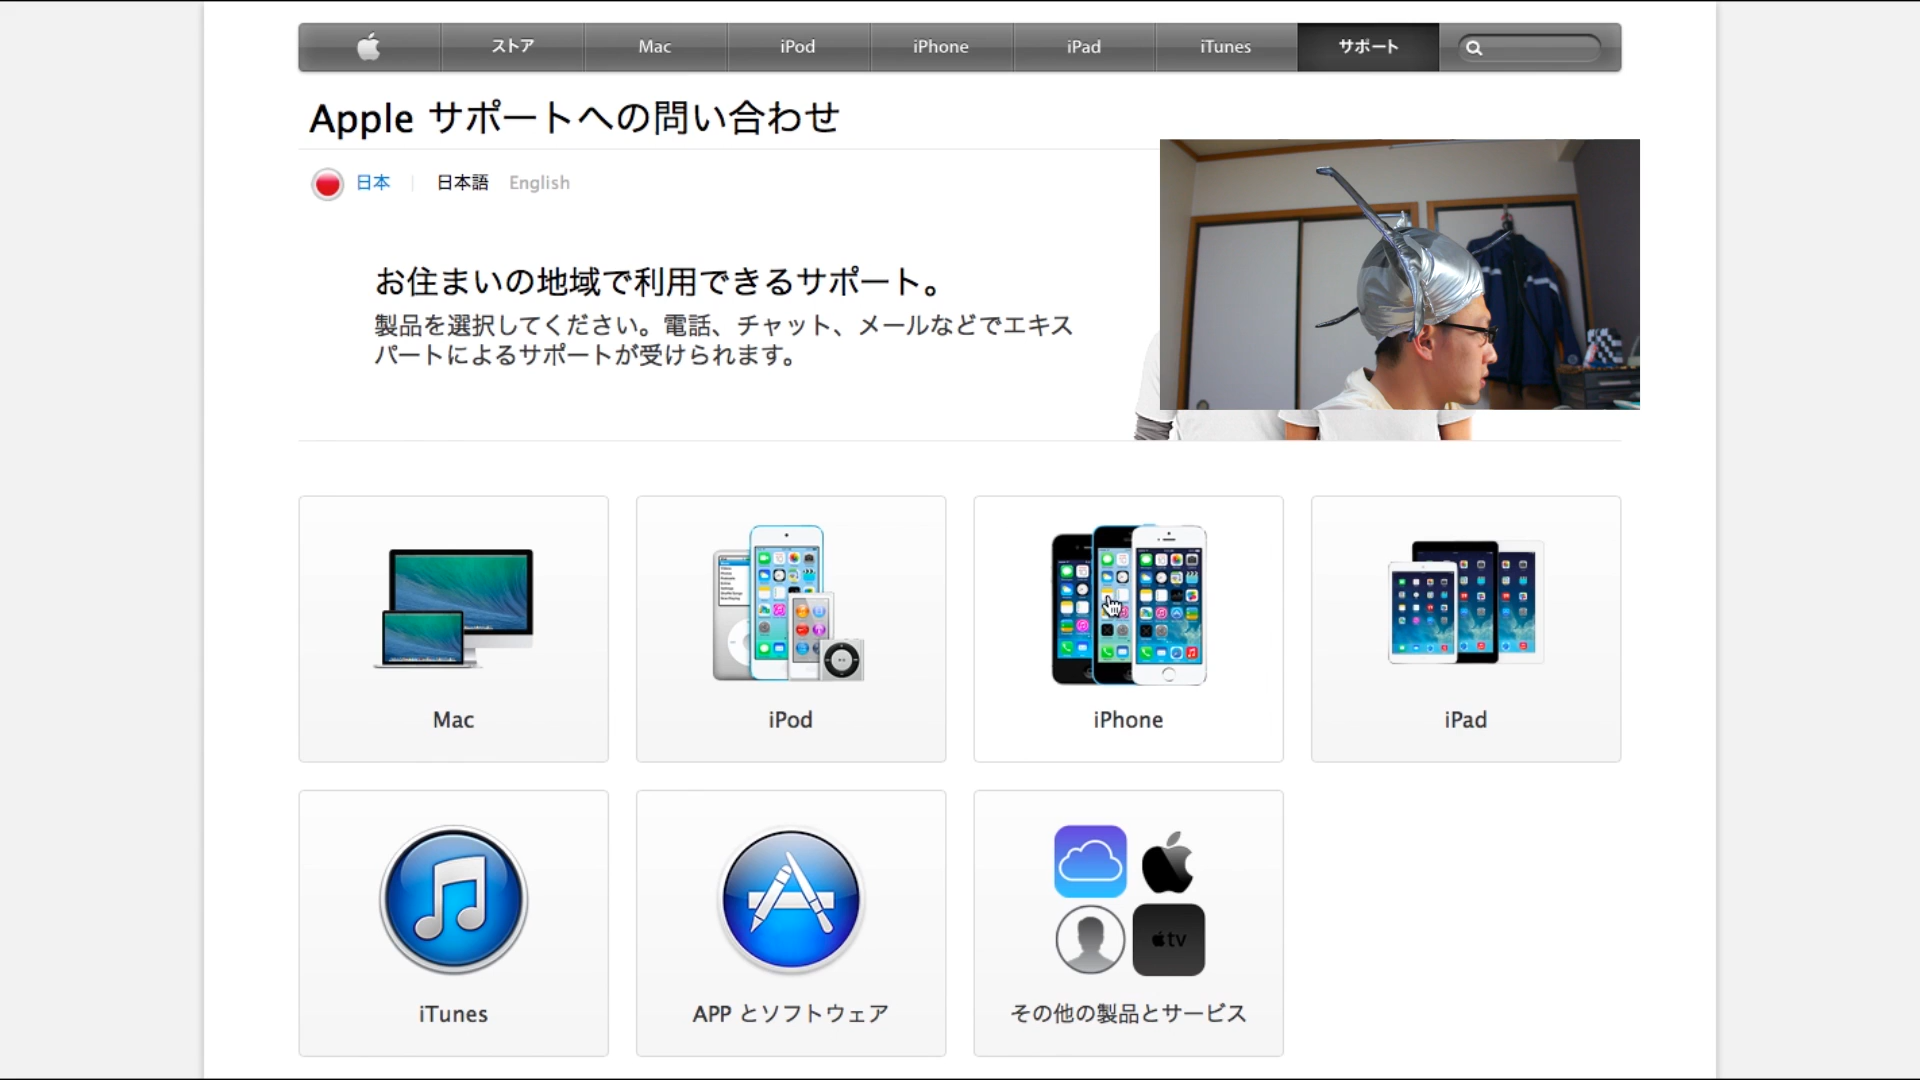 ストア Mac iPod iPhone iPad iTunes サポート
Apple サポートへの問い合わせ
日本 日本語 English
お住まいの地域で利用できるサポート。
製品を選択してください。電話、チャット、メールなどでエキス
パートによるサポートが受けられます。
Mac iPod iPhone iPad
tv
iTunes APP とソフトウェア その他の製品とサービス